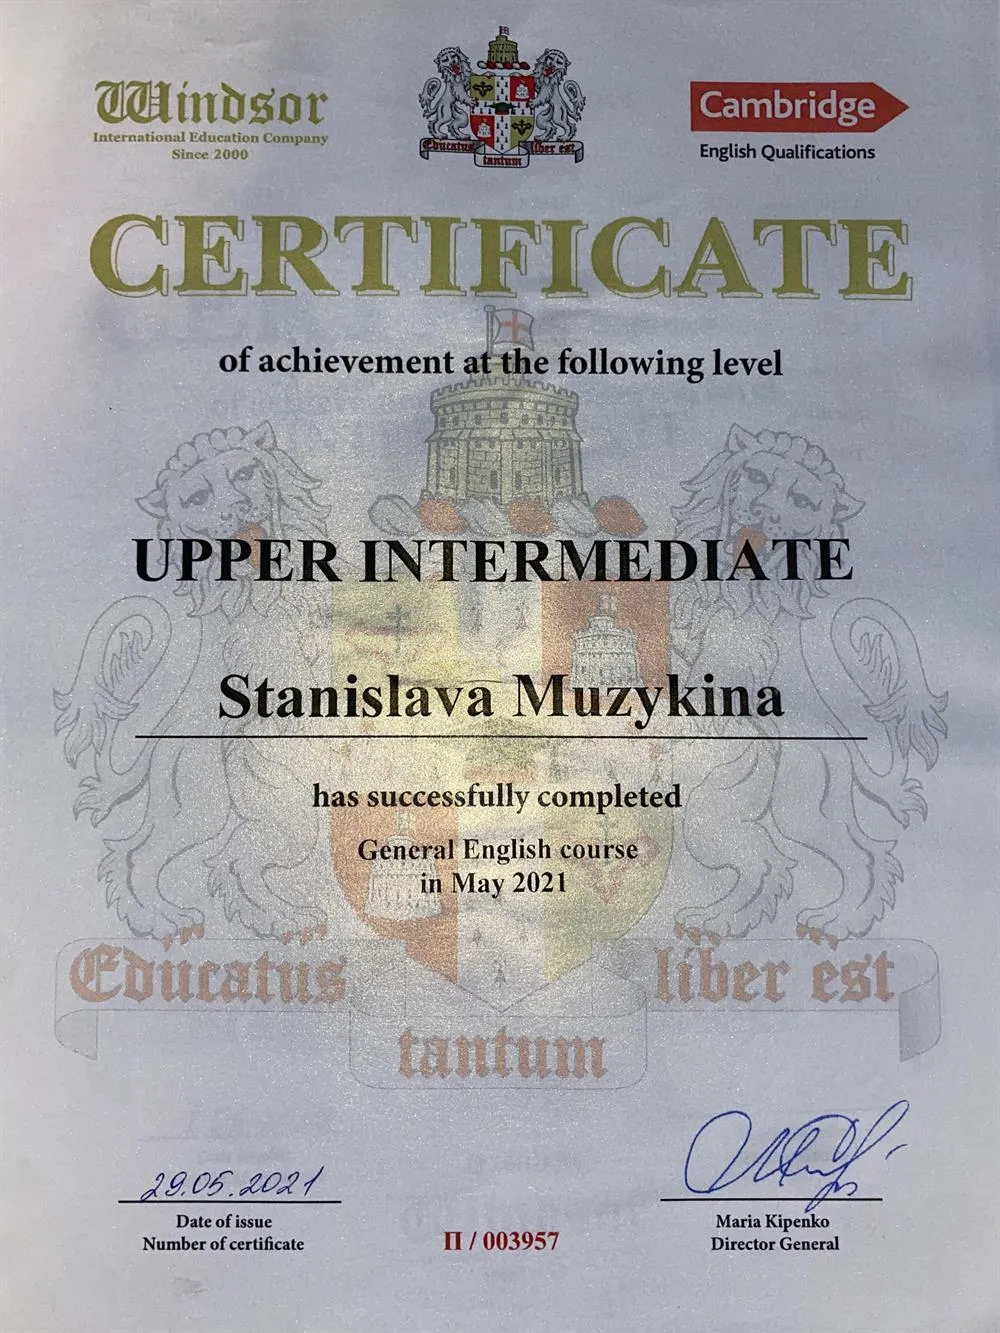 Windsor
International Education Company
Since 2000
Educatus liber est
tantum
Cambridge
English Qualifications
CERTIFICATE
of achievement at the following level
UPPER INTERMEDIATE
Stanislava Muzykina
has successfully completed
General English course
in May 2021
Educatus liber est
tantum
29.05.2021
Date of issue
Number of certificate
П / 003957
Maria Kipenko
Director General